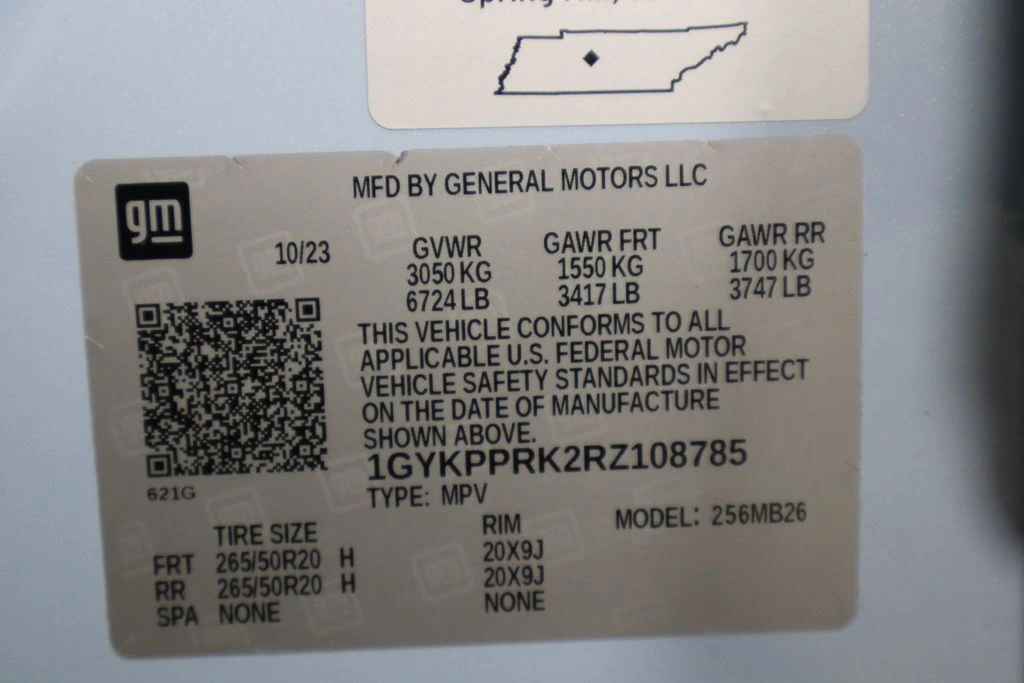 Spring Hill,
MFD BY GENERAL MOTORS LLC
gm
10/23
GVWR GAWR FRT GAWR RR
3050 KG 1550 KG 1700 KG
6724 LB 3417 LB 3747 LB
THIS VEHICLE CONFORMS TO ALL
APPLICABLE U.S. FEDERAL MOTOR
VEHICLE SAFETY STANDARDS IN EFFECT
ON THE DATE OF MANUFACTURE
SHOWN ABOVE.
1GYKPPRK2RZ108785
621G
TYPE: MPV
TIRE SIZE RIM MODEL: 256MB26
FRT 265/50R20 H 20X9J
RR 265/50R20 H 20X9J
SPA NONE NONE